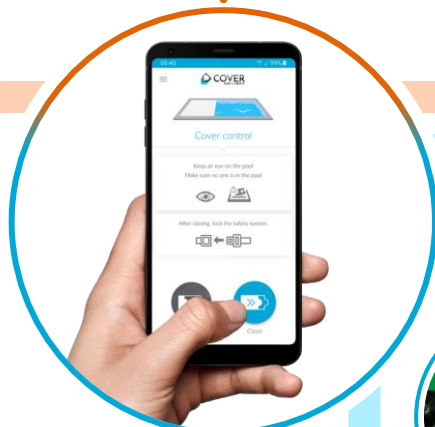 08:40
99%
COVER
Cover control
Keep an eye on the pool
Make sure no one is in the pool
After closing, lock the safety system.
Close